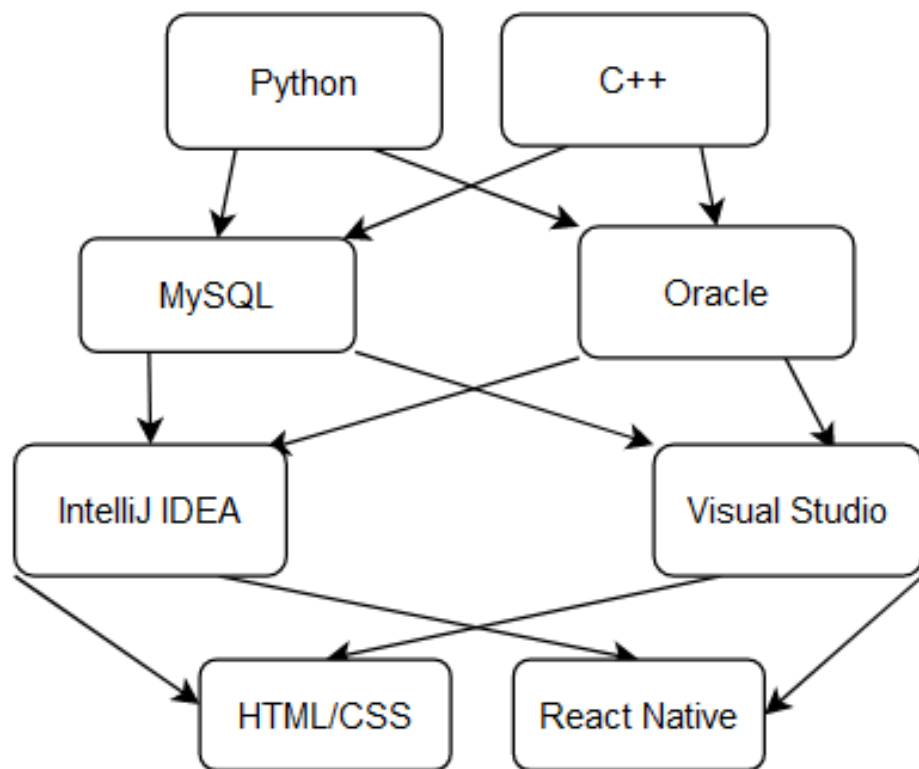 Python
C++
MySQL
Oracle
IntelliJ IDEA
Visual Studio
HTML/CSS
React Native